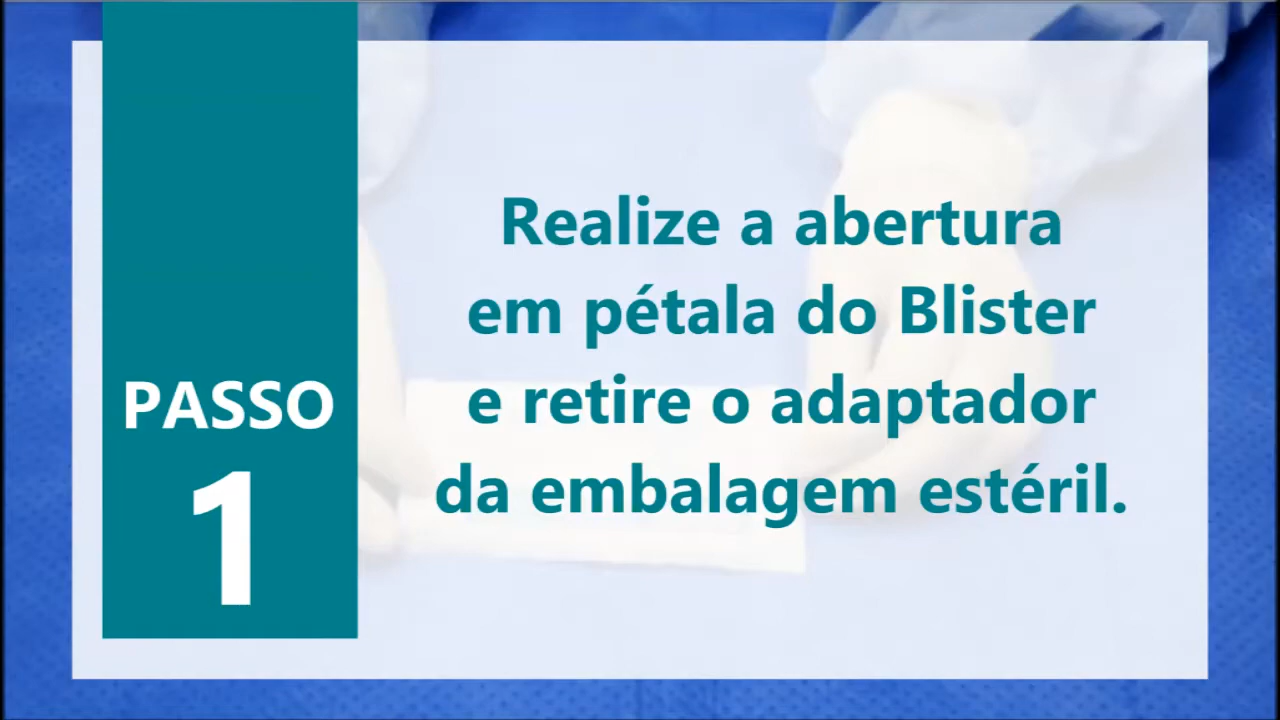 PASSO
1
Realize a abertura
em pétala do Blister
e retire o adaptador
da embalagem estéril.